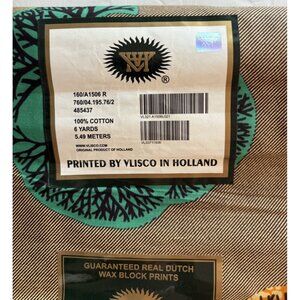 ®
160/A1506 R
760/04.195.76/2
485437
100% COTTON
6 YARDS
5.49 METERS
WWW.VLISCO.COM
ORIGINAL PRODUCT OF HOLLAND
PRINTED BY VLISCO IN HOLLAND
GUARANTEED REAL DUTCH
WAX BLOCK PRINTS